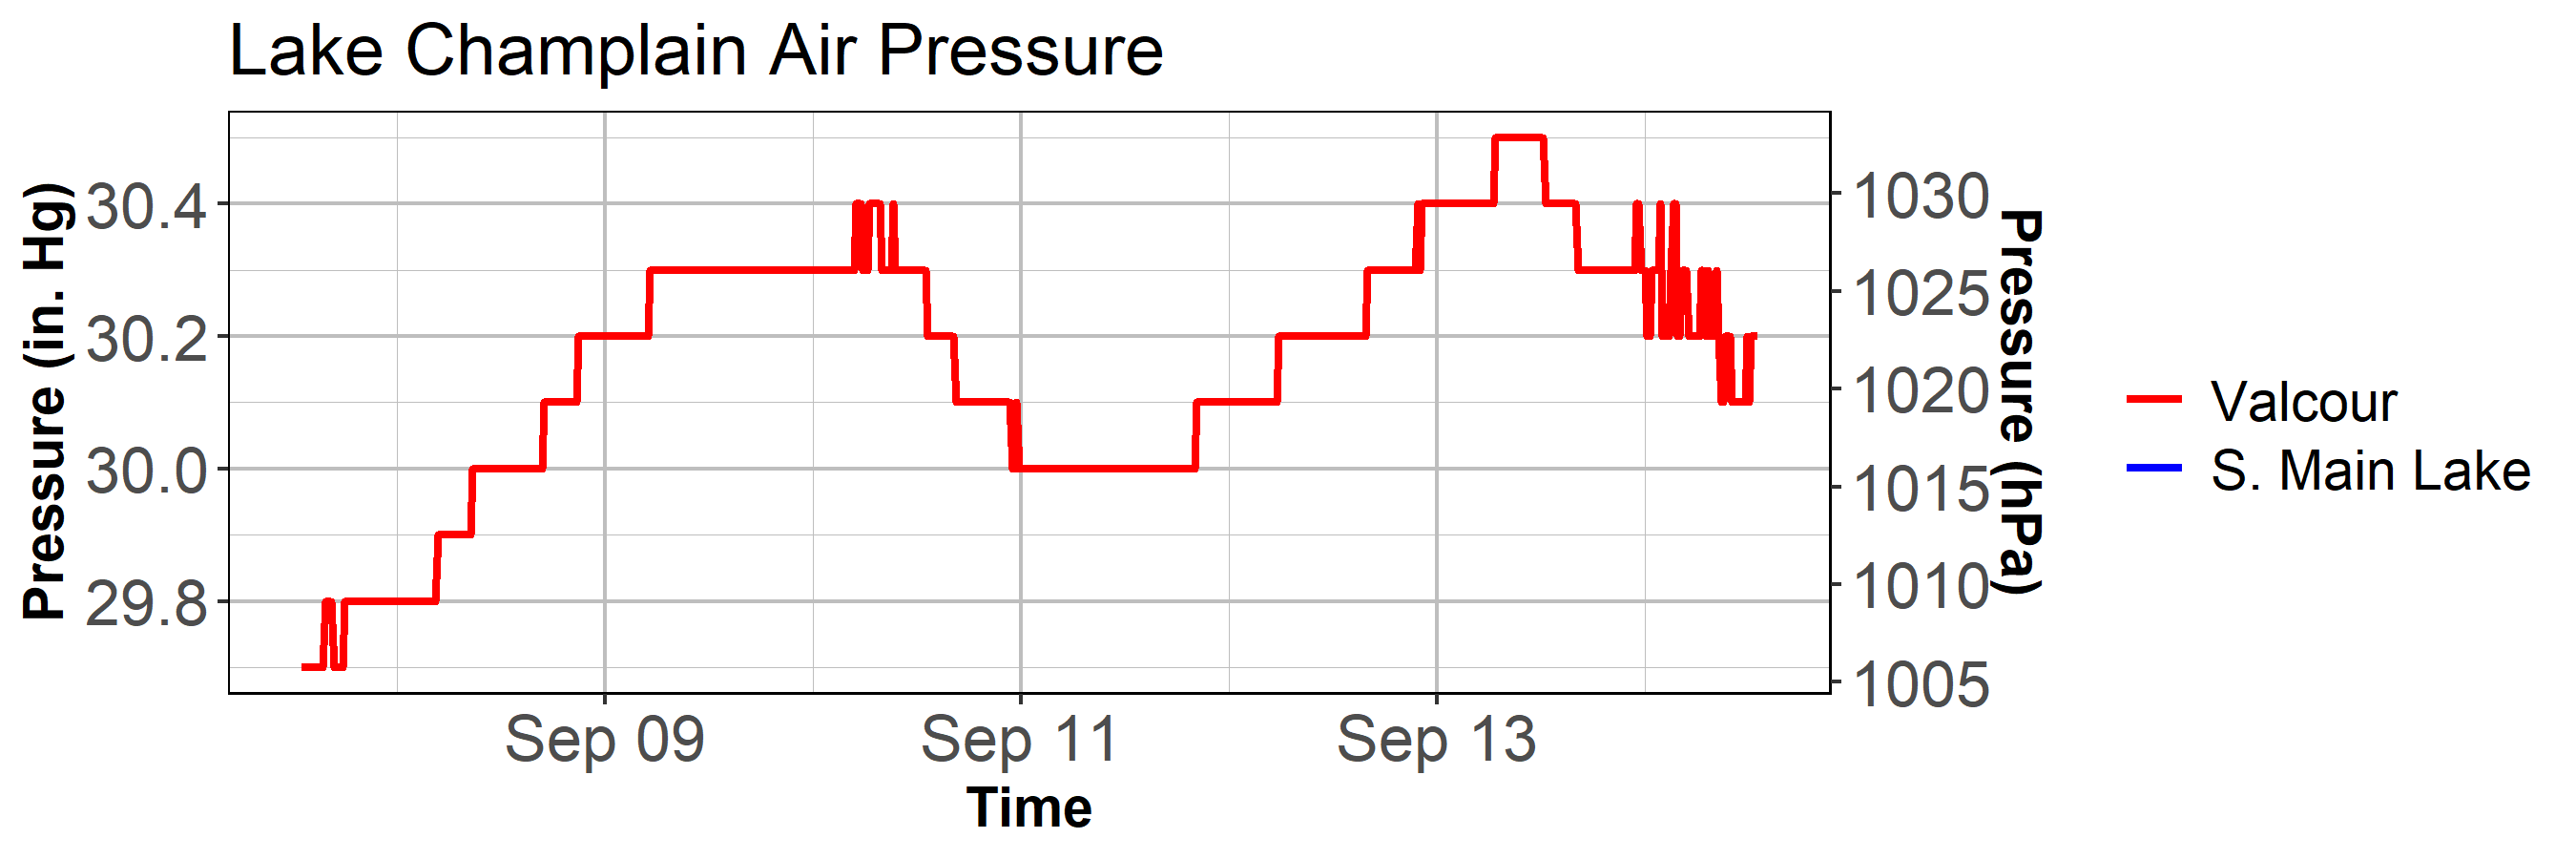 Lake Champlain Air Pressure
Pressure (in. Hg)
30.4
30.2
30.0
29.8
1030
1025
1020
1015
1010
1005
Pressure (hPa)
Sep 09
Sep 11
Sep 13
Time
Valcour
S. Main Lake